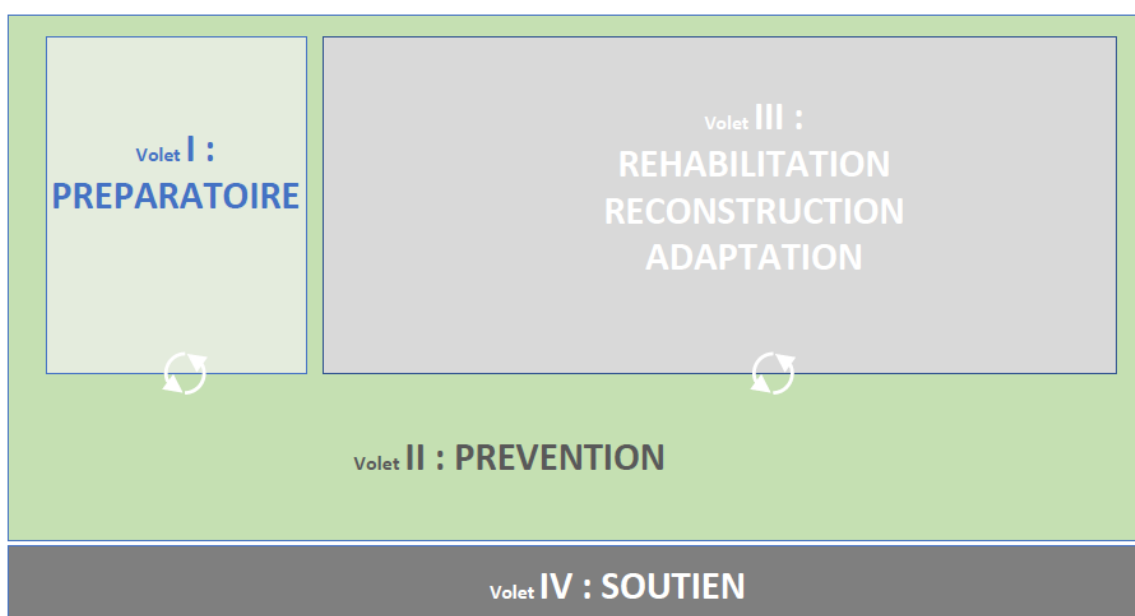 Volet I :
PREPARATOIRE
Volet III :
REHABILITATION
RECONSTRUCTION
ADAPTATION
Volet II : PREVENTION
Volet IV : SOUTIEN